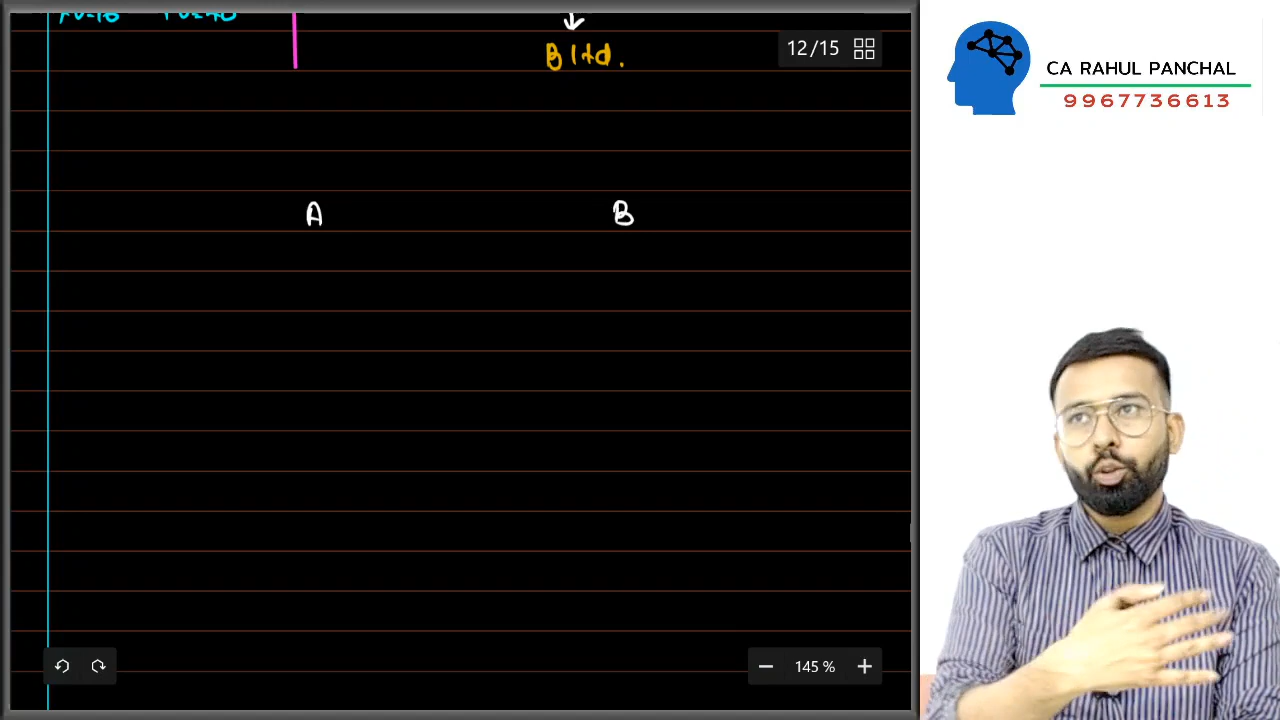 B ltd.
12/15
CA RAHUL PANCHAL
9967736613
A B
145 %